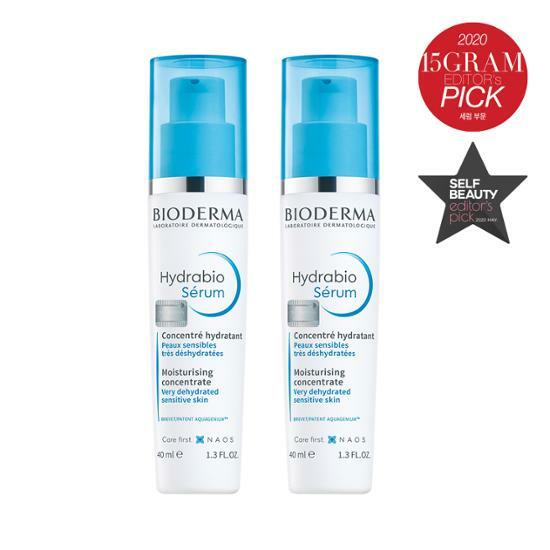 2020
15GRAM
EDITOR's
PICK
세럼 부문
SELF
BEAUTY
editor's
pick 2020 MAY
BIODERMA
LABORATOIRE DERMATOLOGIQUE
Hydrabio
Sérum
Concentré hydratant
Peaux sensibles
très déshydratées
Moisturising
concentrate
Very dehydrated
sensitive skin
BREVET/PATENT AQUAGENIUM™
Care first. NAOS
40 ml ℮ 1.3 FL.OZ.
BIODERMA
LABORATOIRE DERMATOLOGIQUE
Hydrabio
Sérum
Concentré hydratant
Peaux sensibles
très déshydratées
Moisturising
concentrate
Very dehydrated
sensitive skin
BREVET/PATENT AQUAGENIUM™
Care first. NAOS
40 ml ℮ 1.3 FL.OZ.